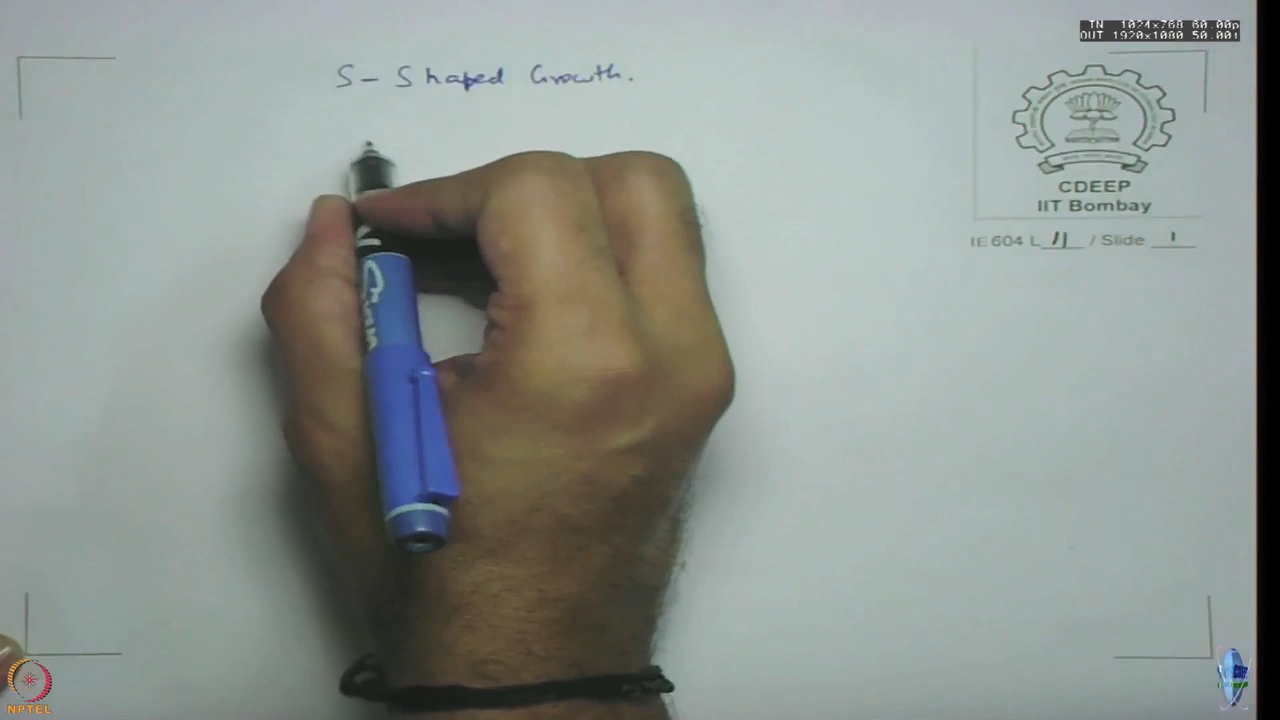 IN 1024x768 60.00p
OUT 1920x1080 50.00i
S - Shaped Growth.
CDEEP
IIT Bombay
IE 604 L 11 / Slide 1
NPTEL